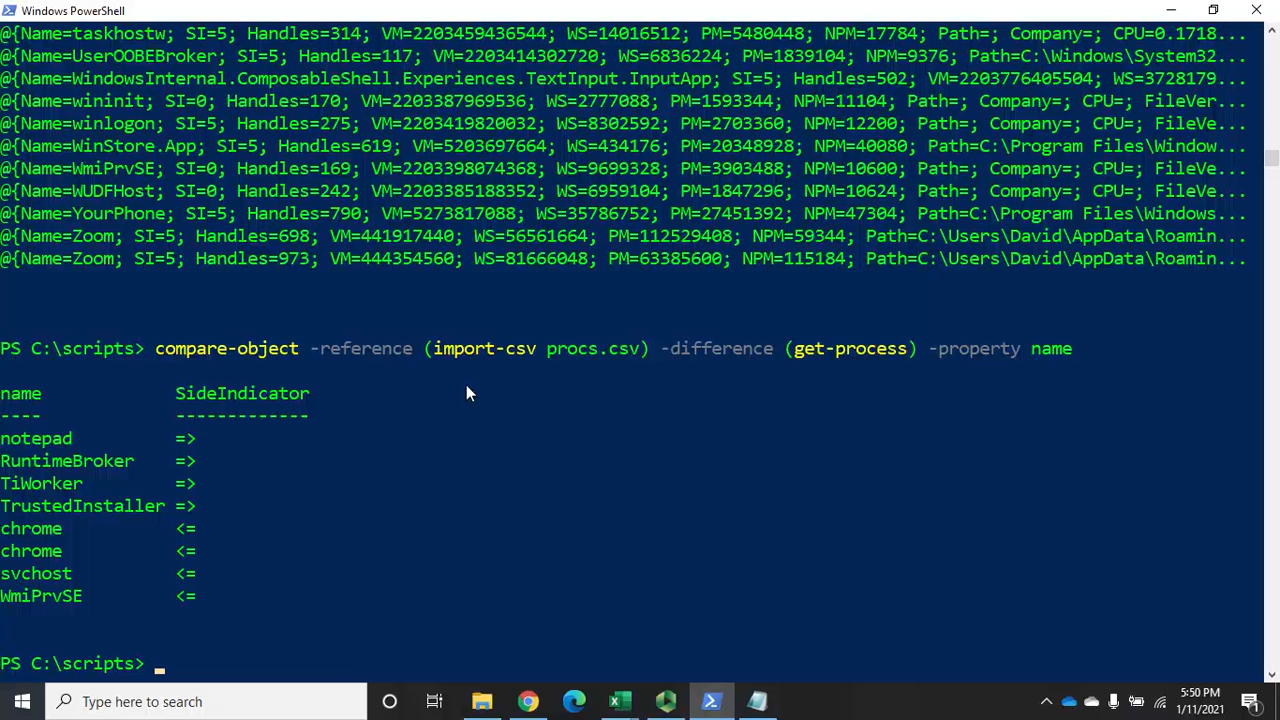 Windows PowerShell
@{Name=taskhostw; SI=5; Handles=314; VM=2203459436544; WS=14016512; PM=5480448; NPM=17784; Path=; Company=; CPU=0.1718...
@{Name=UserOOBEBroker; SI=5; Handles=117; VM=2203414302720; WS=6836224; PM=1839104; NPM=9376; Path=C:\Windows\System32...
@{Name=WindowsInternal.ComposableShell.Experiences.TextInput.InputApp; SI=5; Handles=502; VM=2203776405504; WS=3728179...
@{Name=wininit; SI=0; Handles=170; VM=2203387969536; WS=2777088; PM=1593344; NPM=11104; Path=; Company=; CPU=; FileVer...
@{Name=winlogon; SI=5; Handles=275; VM=2203419820032; WS=8302592; PM=2703360; NPM=12200; Path=; Company=; CPU=; FileVe...
@{Name=WinStore.App; SI=5; Handles=619; VM=5203697664; WS=434176; PM=20348928; NPM=40080; Path=C:\Program Files\Window...
@{Name=WmiPrvSE; SI=0; Handles=169; VM=2203398074368; WS=9699328; PM=3903488; NPM=10600; Path=; Company=; CPU=; FileVe...
@{Name=WUDFHost; SI=0; Handles=242; VM=2203385188352; WS=6959104; PM=1847296; NPM=10624; Path=; Company=; CPU=; FileVe...
@{Name=YourPhone; SI=5; Handles=790; VM=5273817088; WS=35786752; PM=27451392; NPM=47304; Path=C:\Program Files\Windows...
@{Name=Zoom; SI=5; Handles=698; VM=441917440; WS=56561664; PM=112529408; NPM=59344; Path=C:\Users\David\AppData\Roamin...
@{Name=Zoom; SI=5; Handles=973; VM=444354560; WS=81666048; PM=63385600; NPM=115184; Path=C:\Users\David\AppData\Roamin...
PS C:\scripts> compare-object -reference (import-csv procs.csv) -difference (get-process) -property name
name SideIndicator
---- -------------
notepad =>
RuntimeBroker =>
TiWorker =>
TrustedInstaller =>
chrome <=
chrome <=
svchost <=
WmiPrvSE <=
PS C:\scripts> _
Type here to search
5:50 PM
1/11/2021
1